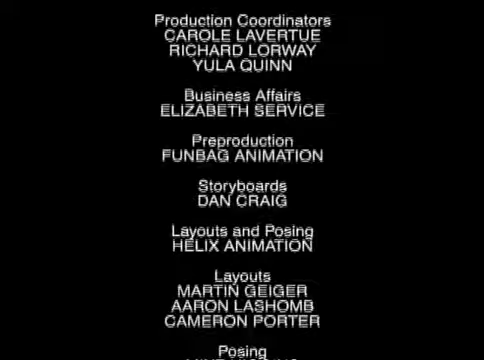 Production Coordinators
CAROLE LAVERTUE
RICHARD LORWAY
YULA QUINN
Business Affairs
ELIZABETH SERVICE
Preproduction
FUNBAG ANIMATION
Storyboards
DAN CRAIG
Layouts and Posing
HELIX ANIMATION
Layouts
MARTIN GEIGER
AARON LASHOMB
CAMERON PORTER
Posing